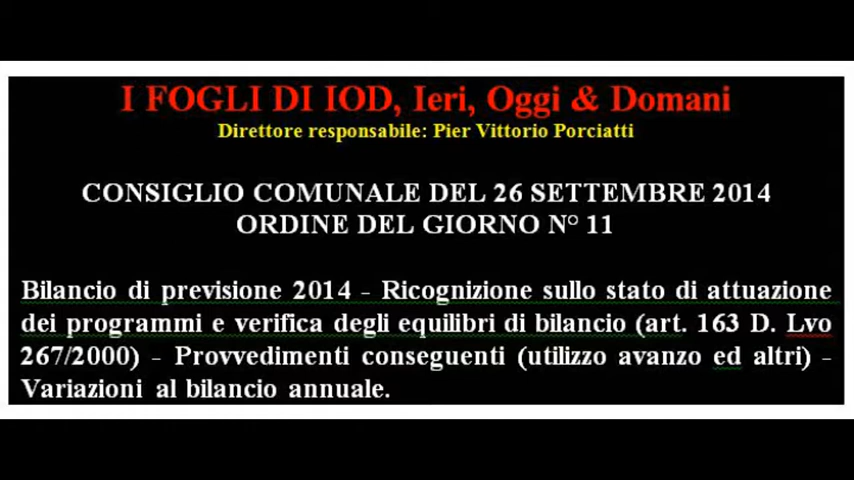 I FOGLI DI IOD, Ieri, Oggi & Domani
Direttore responsabile: Pier Vittorio Porciatti
CONSIGLIO COMUNALE DEL 26 SETTEMBRE 2014
ORDINE DEL GIORNO N° 11
Bilancio di previsione 2014 - Ricognizione sullo stato di attuazione
dei programmi e verifica degli equilibri di bilancio (art. 163 D. Lvo
267/2000) - Provvedimenti conseguenti (utilizzo avanzo ed altri) -
Variazioni al bilancio annuale.